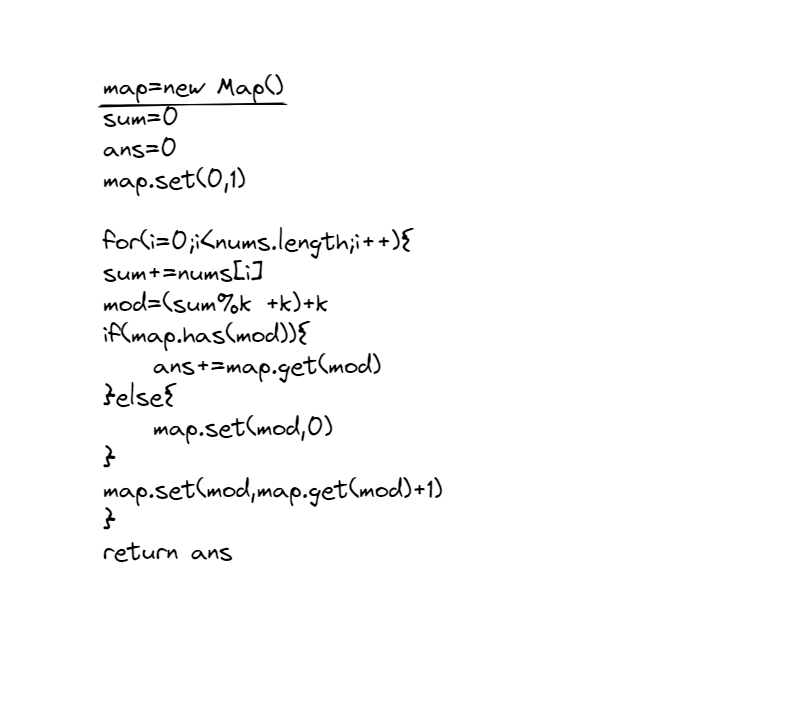 map=new Map()
sum=0
ans=0
map.set(0,1)
for(i=0;i<nums.length;i++){
sum+=nums[i]
mod=(sum%k +k)+k
if(map.has(mod)){
ans+=map.get(mod)
}else{
map.set(mod,0)
}
map.set(mod,map.get(mod)+1)
}
return ans